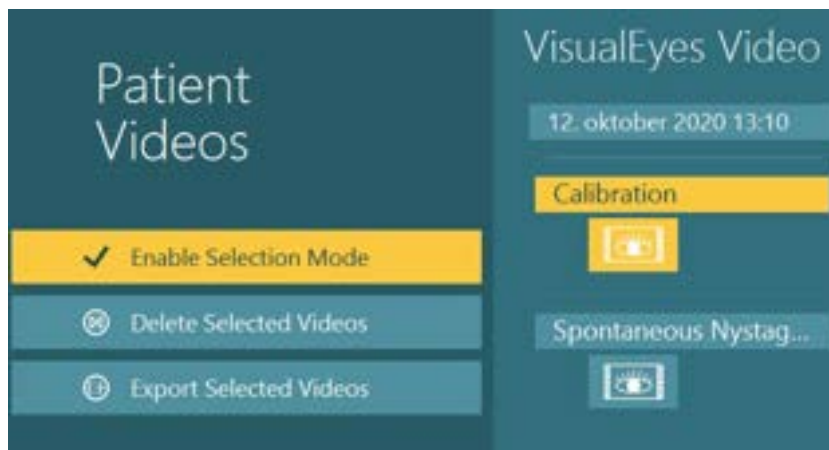 Patient
Videos
Enable Selection Mode
Delete Selected Videos
Export Selected Videos
VisualEyes Video
12. oktober 2020 13:10
Calibration
Spontaneous Nystag...